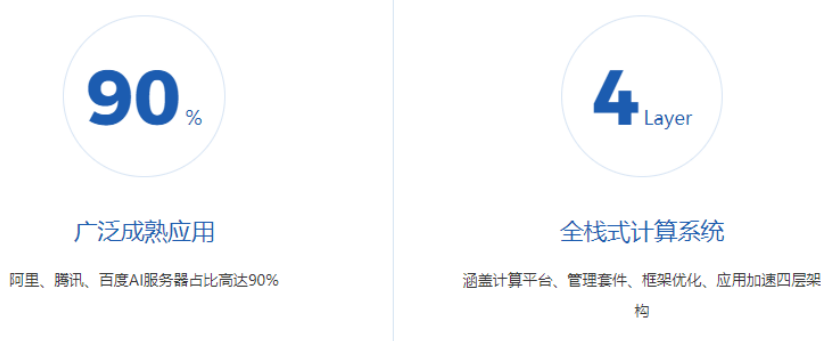 90 %
广泛成熟应用
阿里、腾讯、百度AI服务器占比高达90%
4 Layer
全栈式计算系统
涵盖计算平台、管理套件、框架优化、应用加速四层架
构